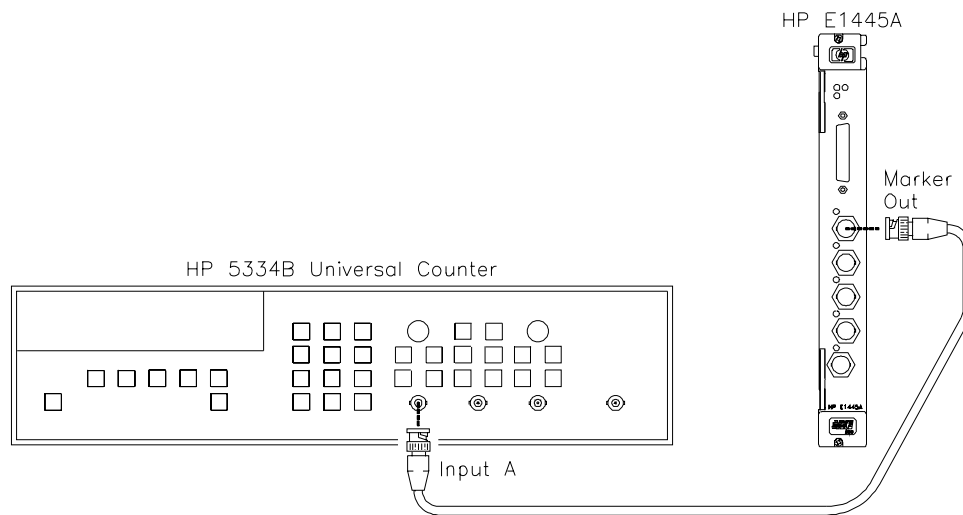 HP E1445A
Marker
Out
HP 5334B Universal Counter
HP E1445A
Input A